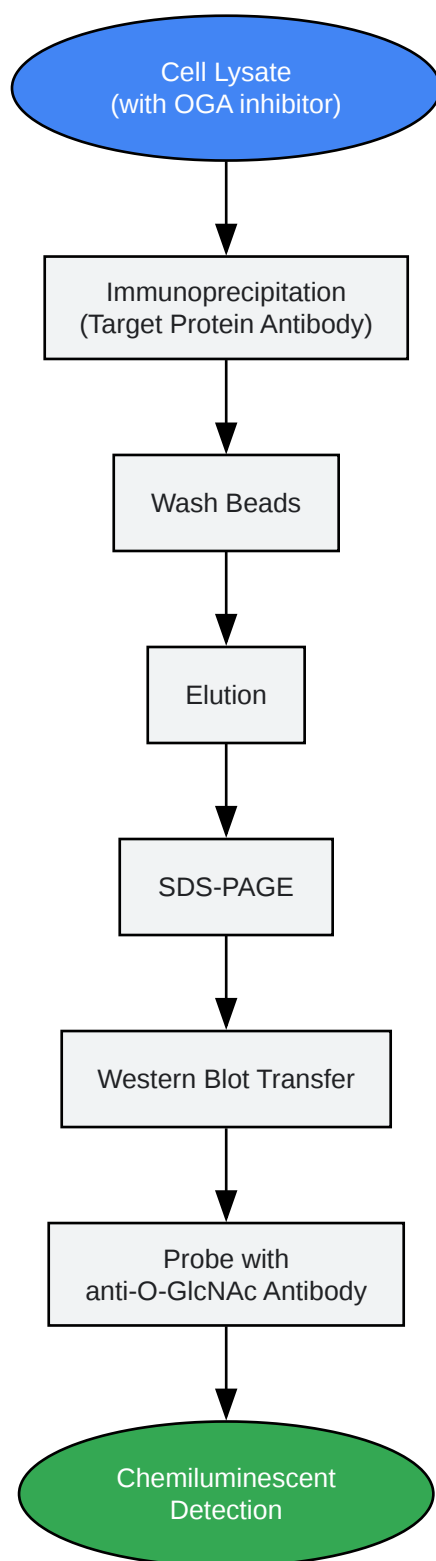 Cell Lysate
(with OGA inhibitor)
Immunoprecipitation
(Target Protein Antibody)
Wash Beads
Elution
SDS-PAGE
Western Blot Transfer
Probe with
anti-O-GlcNAc Antibody
Chemiluminescent
Detection